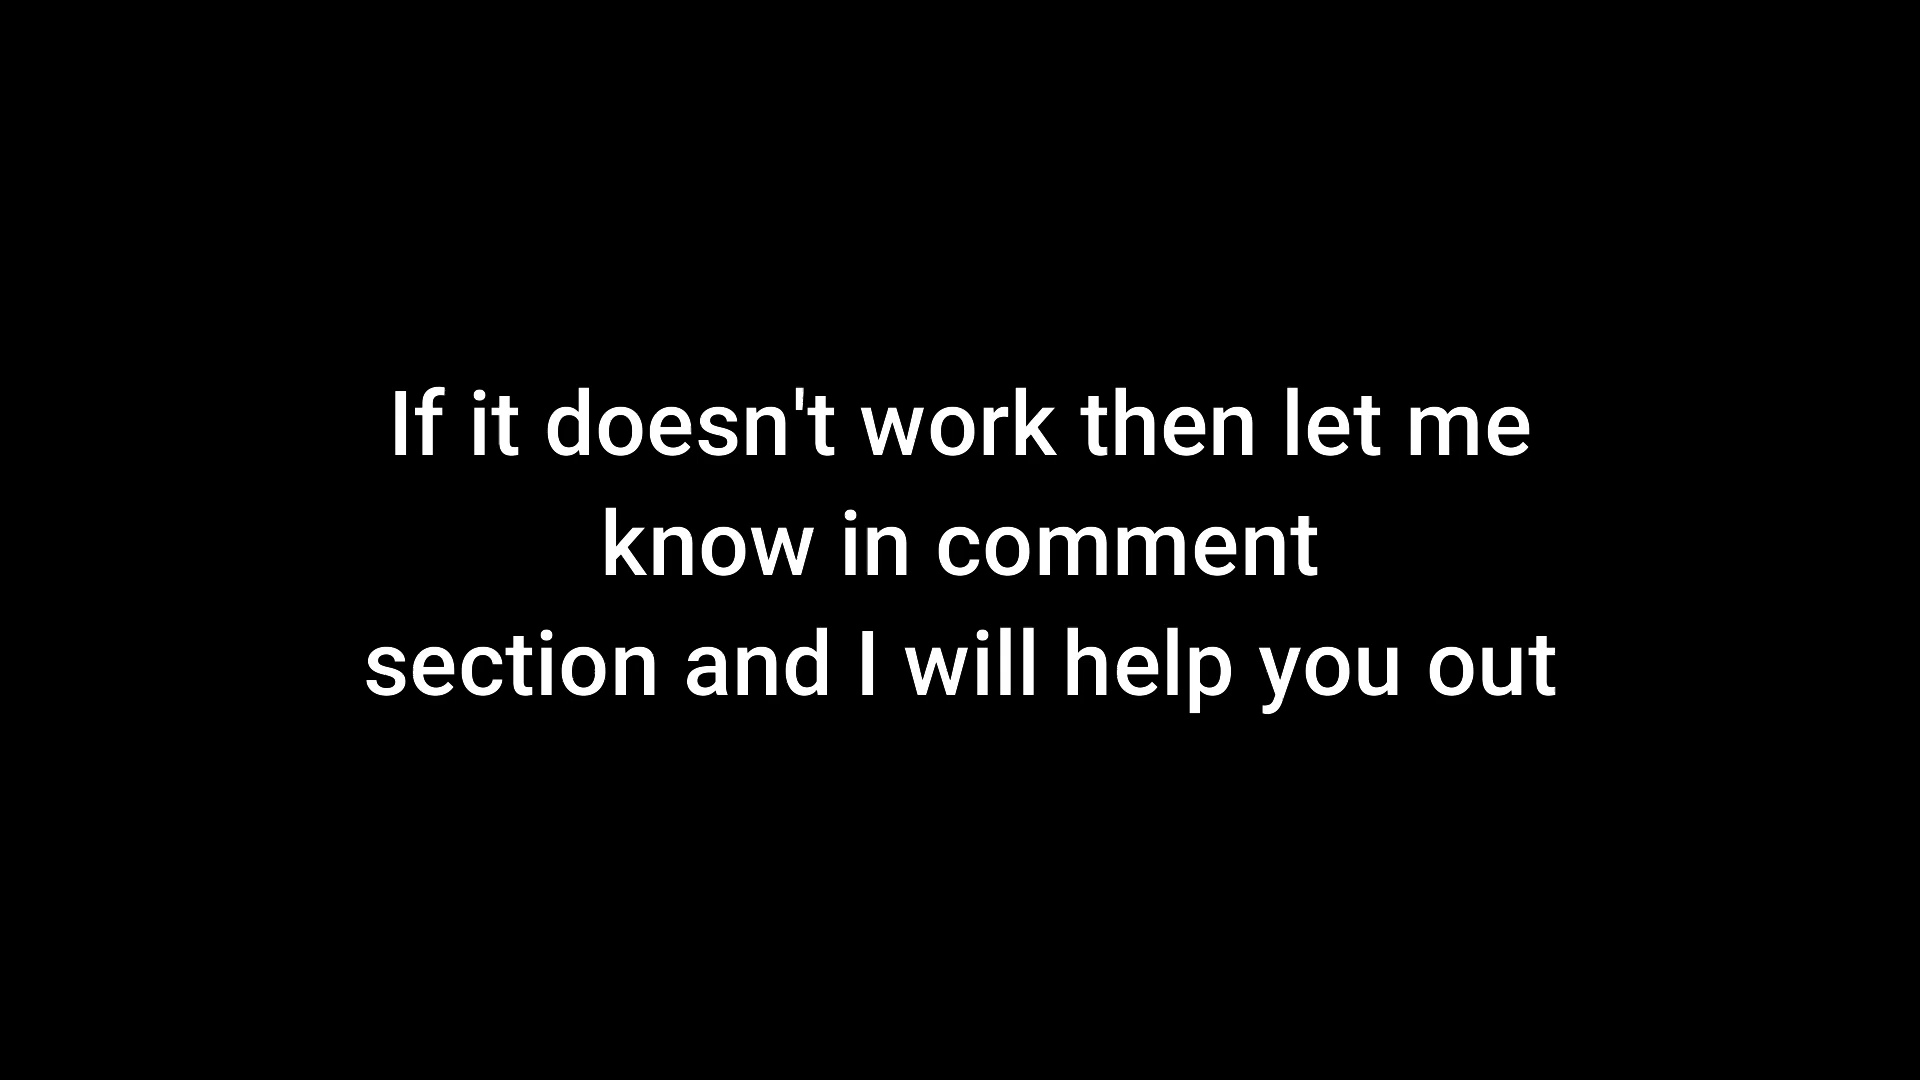 If it doesn't work then let me
know in comment
section and I will help you out